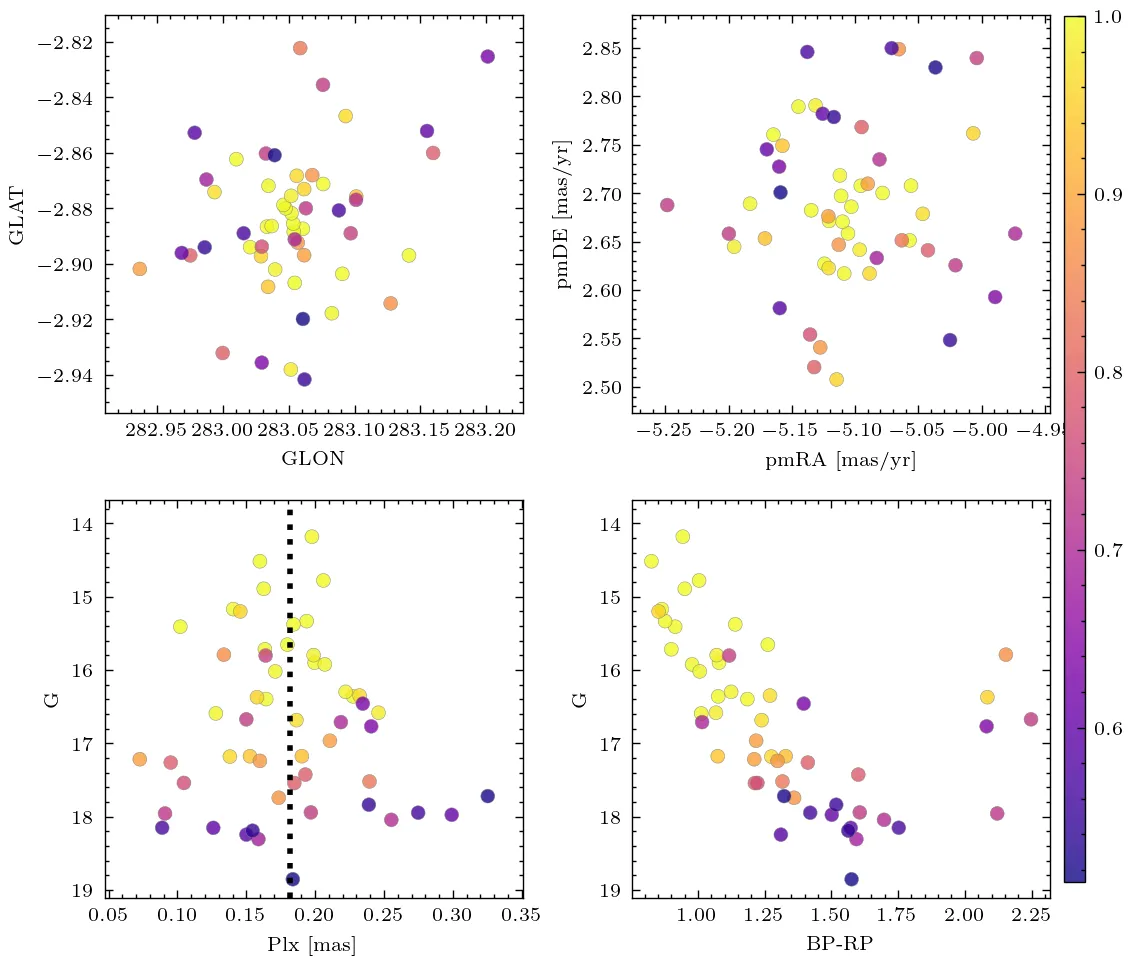 −2.82
−2.84
−2.86
−2.88
−2.90
−2.92
−2.94
GLAT
282.95 283.00 283.05 283.10 283.15 283.20
GLON
2.85
2.80
2.75
2.70
2.65
2.60
2.55
2.50
pmDE [mas/yr]
−5.25 −5.20 −5.15 −5.10 −5.05 −5.00 −4.95
pmRA [mas/yr]
1.0
0.9
0.8
0.7
0.6
14
15
16
17
18
19
G
0.05 0.10 0.15 0.20 0.25 0.30 0.35
Plx [mas]
14
15
16
17
18
19
G
1.00 1.25 1.50 1.75 2.00 2.25
BP-RP